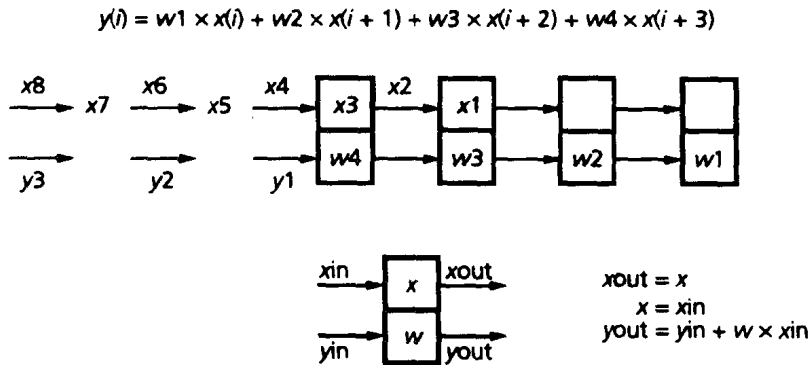 y(i) = w1 × x(i) + w2 × x(i + 1) + w3 × x(i + 2) + w4 × x(i + 3)
x8 x7 x6 x5 x4 x3 x2 x1
y3 y2 y1 w4 w3 w2 w1
xin x xout
yin w yout
xout = x
x = xin
yout = yin + w × xin